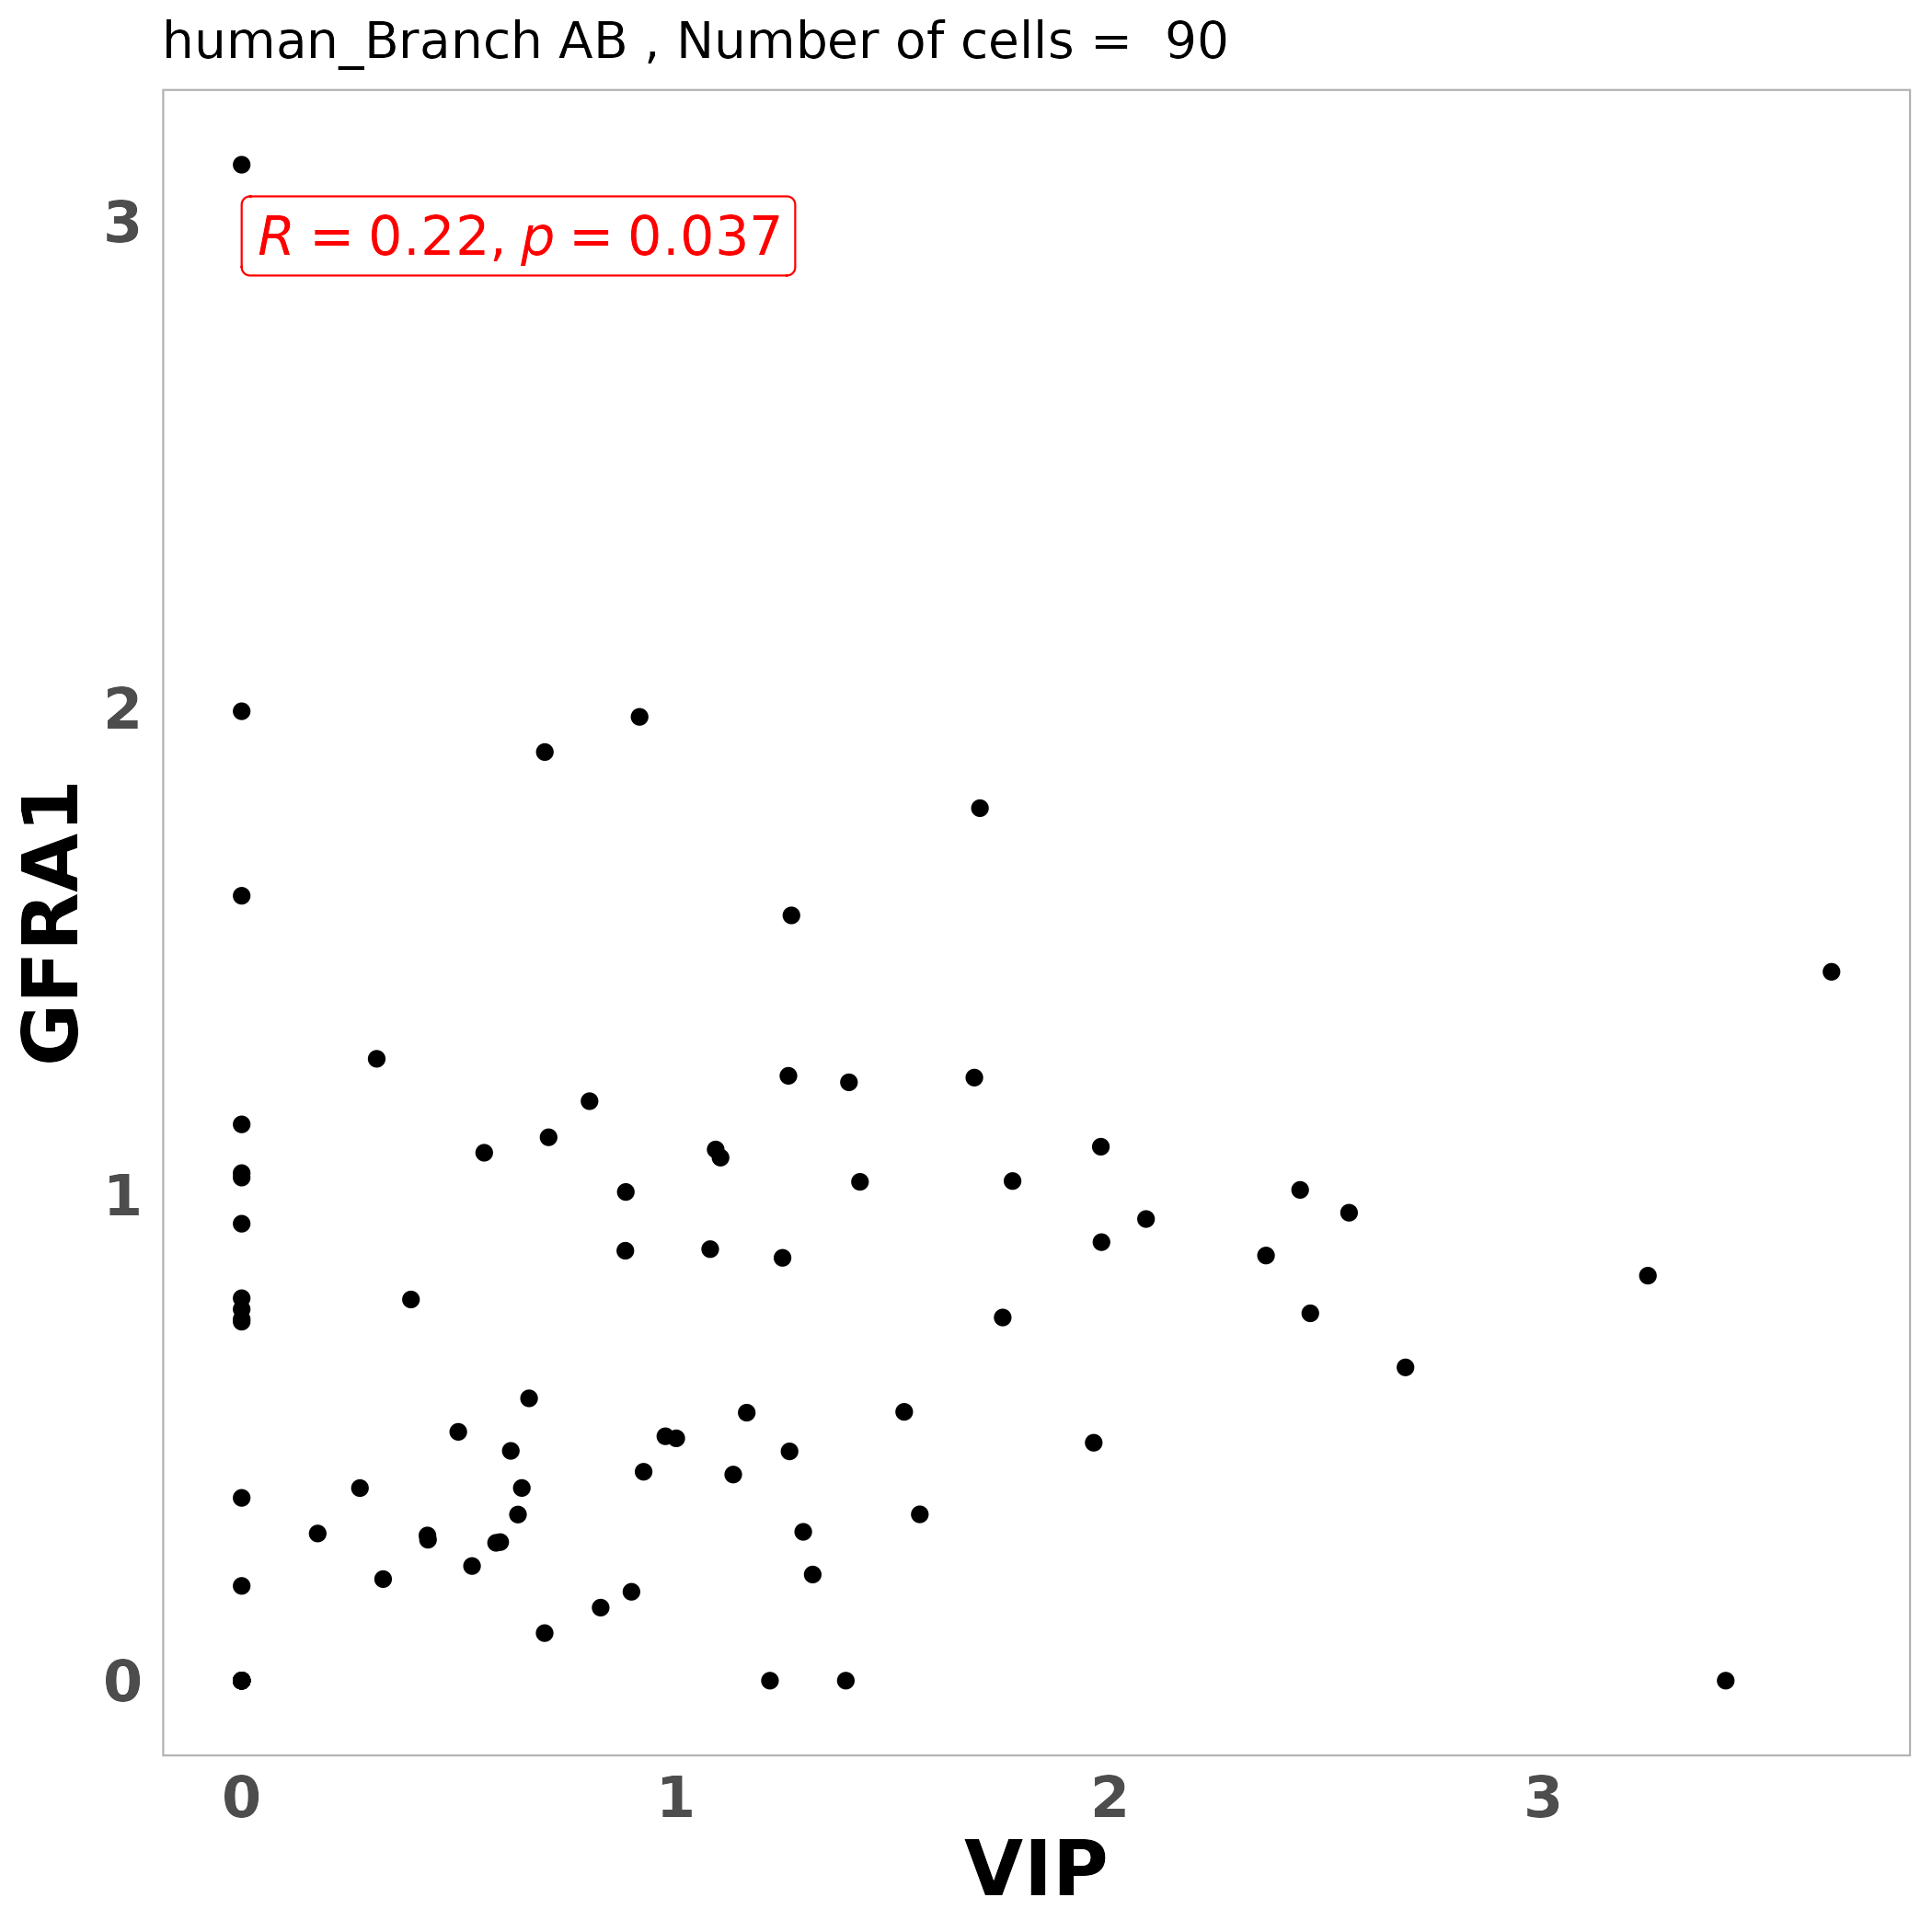 human_Branch AB , Number of cells =  90
3
R = 0.22, p = 0.037
2
GFRA1
1
0
0 1 2 3
VIP